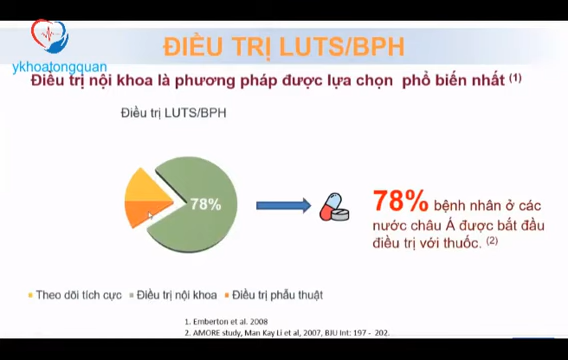 ĐIỀU TRỊ LUTS/BPH
ykhoatongquan
Điều trị nội khoa là phương pháp được lựa chọn phổ biến nhất (1)
Điều trị LUTS/BPH
78%
78% bệnh nhân ở các
nước châu Á được bắt đầu
điều trị với thuốc. (2)
Theo dõi tích cực Điều trị nội khoa Điều trị phẫu thuật
1. Emberton et al. 2008
2. AMORE study, Man Kay Li et al, 2007, BJU Int: 197 - 202.